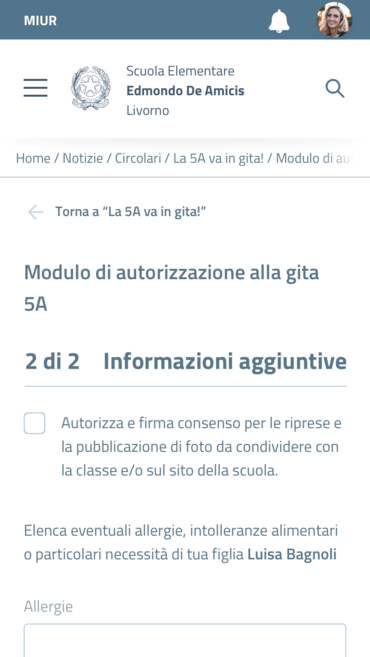 MIUR
Scuola Elementare
Edmondo De Amicis
Livorno
Home / Notizie / Circolari / La 5A va in gita! / Modulo di au
Torna a “La 5A va in gita!”
Modulo di autorizzazione alla gita
5A
2 di 2 Informazioni aggiuntive
Autorizza e firma consenso per le riprese e
la pubblicazione di foto da condividere con
la classe e/o sul sito della scuola.
Elenca eventuali allergie, intolleranze alimentari
o particolari necessità di tua figlia Luisa Bagnoli
Allergie